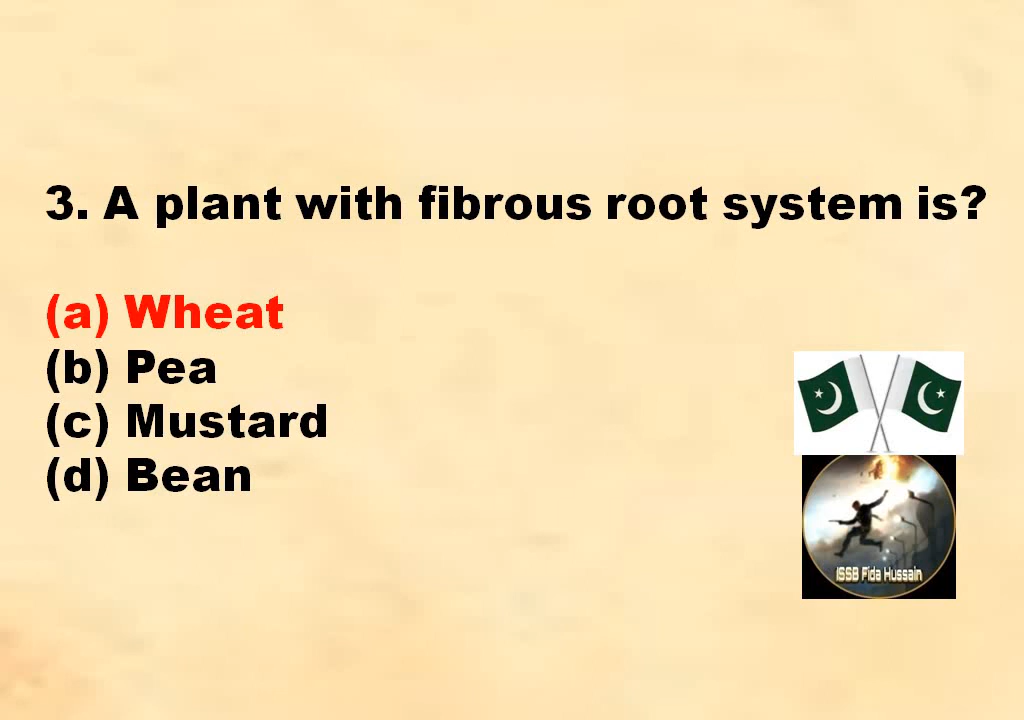 3. A plant with fibrous root system is?
(a) Wheat
(b) Pea
(c) Mustard
(d) Bean
ISSB Fida Hussain